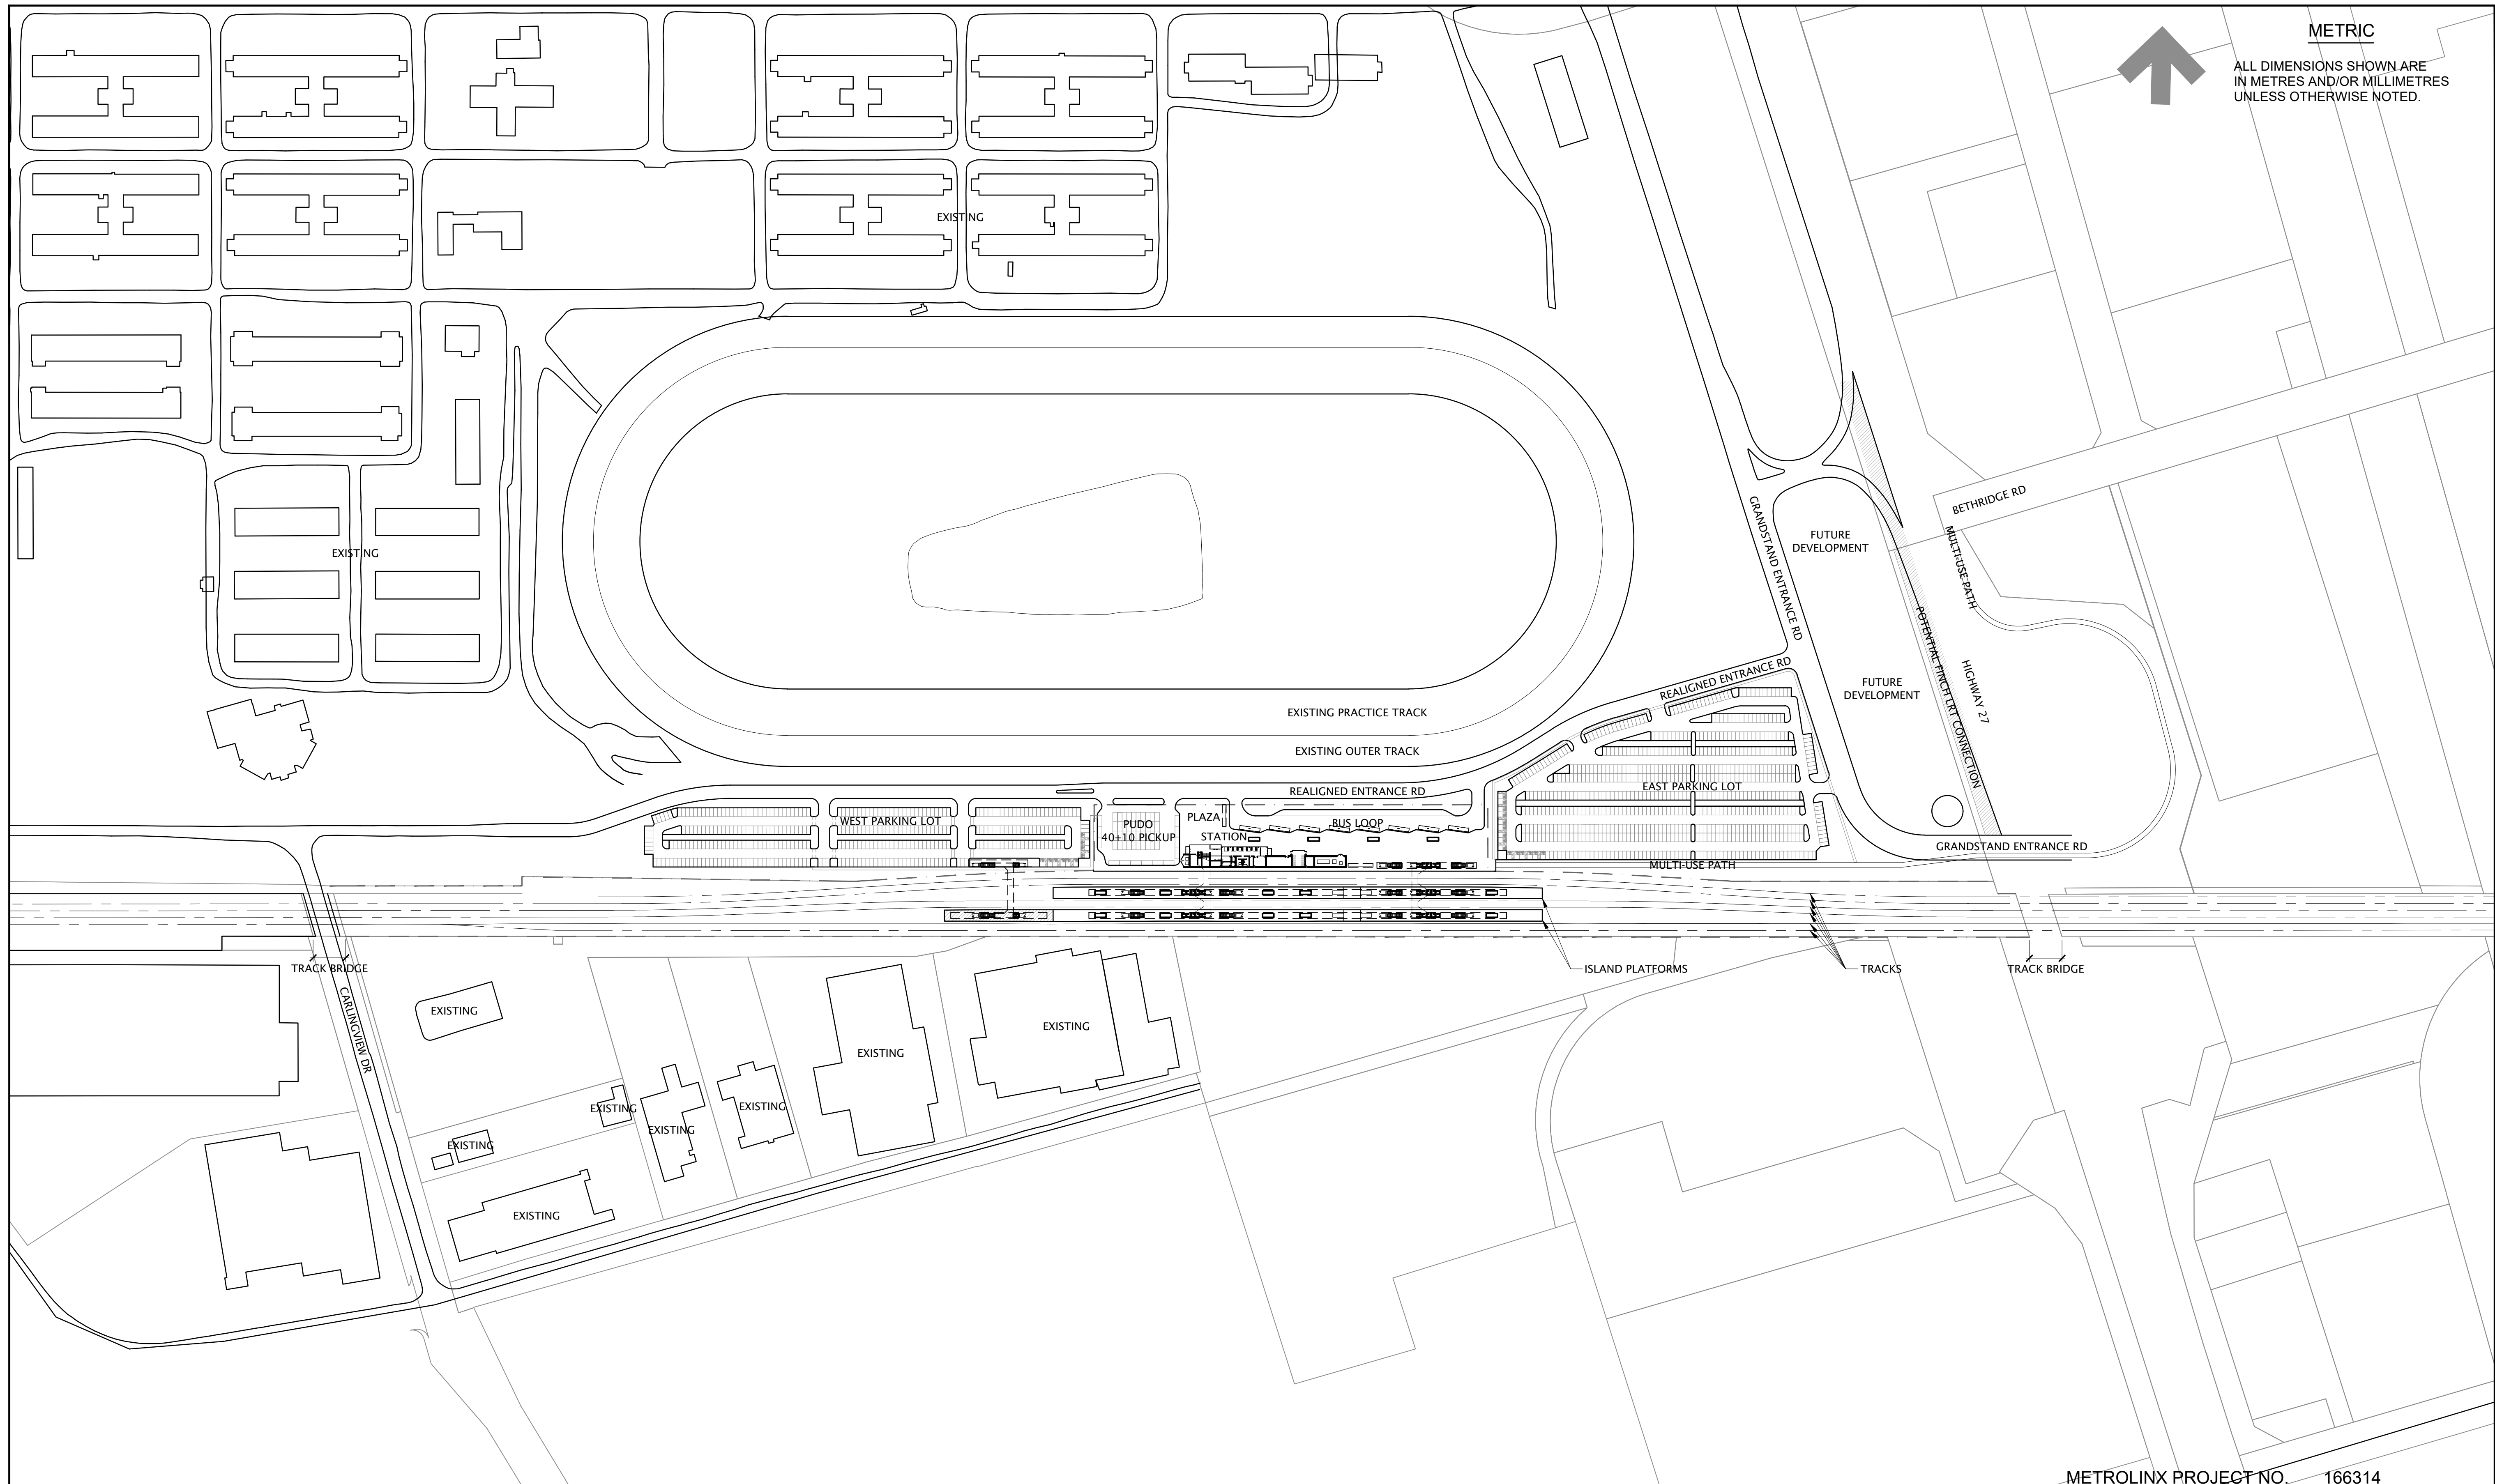 METRIC
ALL DIMENSIONS SHOWN ARE
IN METRES AND/OR MILLIMETRES
UNLESS OTHERWISE NOTED.
EXISTING
BETHRIDGE RD
GRANDSTAND ENTRANCE RD
FUTURE
DEVELOPMENT
MULTI-USE PATH
EXISTING
POTENTIAL FINCH LRT CONNECTION
HIGHWAY 27
REALIGNED ENTRANCE RD
FUTURE
DEVELOPMENT
EXISTING PRACTICE TRACK
EXISTING OUTER TRACK
REALIGNED ENTRANCE RD
EAST PARKING LOT
WEST PARKING LOT
PUDO
40+10 PICKUP
PLAZA
STATION
BUS LOOP
GRANDSTAND ENTRANCE RD
MULTI-USE PATH
TRACK BRIDGE
ISLAND PLATFORMS
TRACKS
TRACK BRIDGE
CARLINGVIEW DR
EXISTING
EXISTING
EXISTING
EXISTING
EXISTING
EXISTING
EXISTING
EXISTING
METROLINX PROJECT NO. 166314